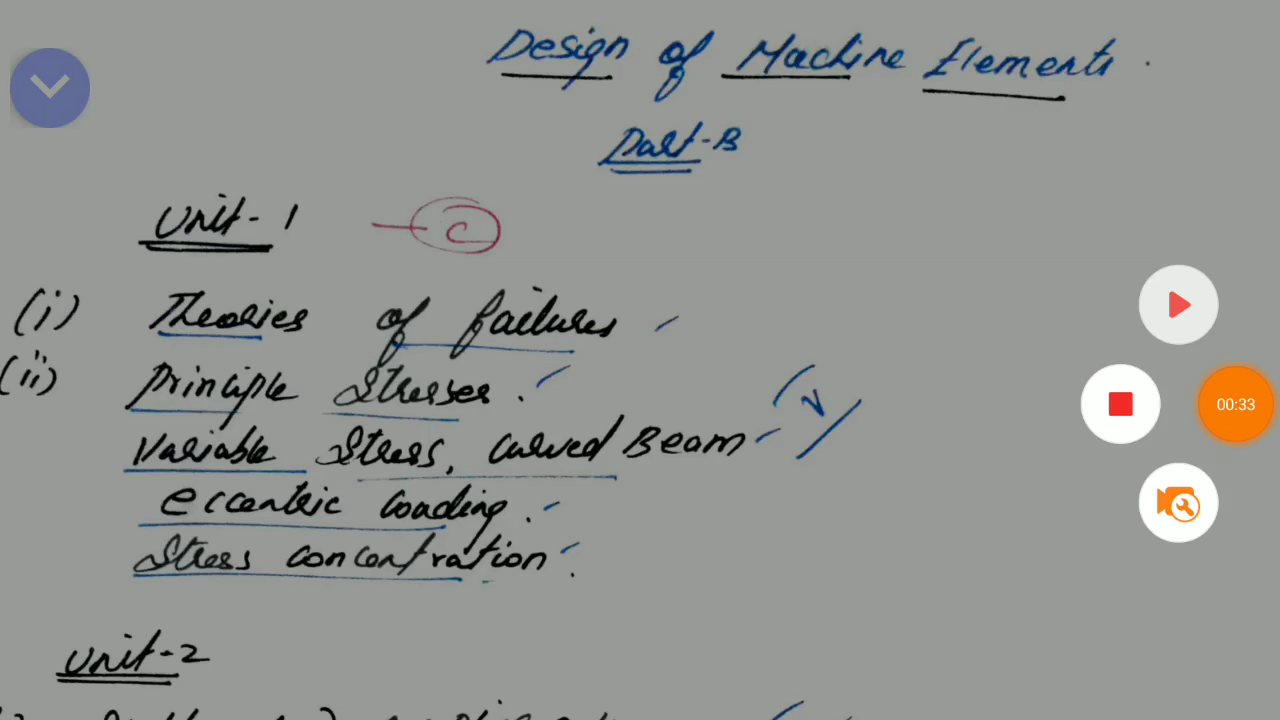 Design of Machine Elements.
Part-B
Unit-1 - C
(i) Theories of failures
(ii) Principle Stresses.
Variable Stress, Curved Beam
eccentric loading.
Stress concentration.
00:33
Unit-2